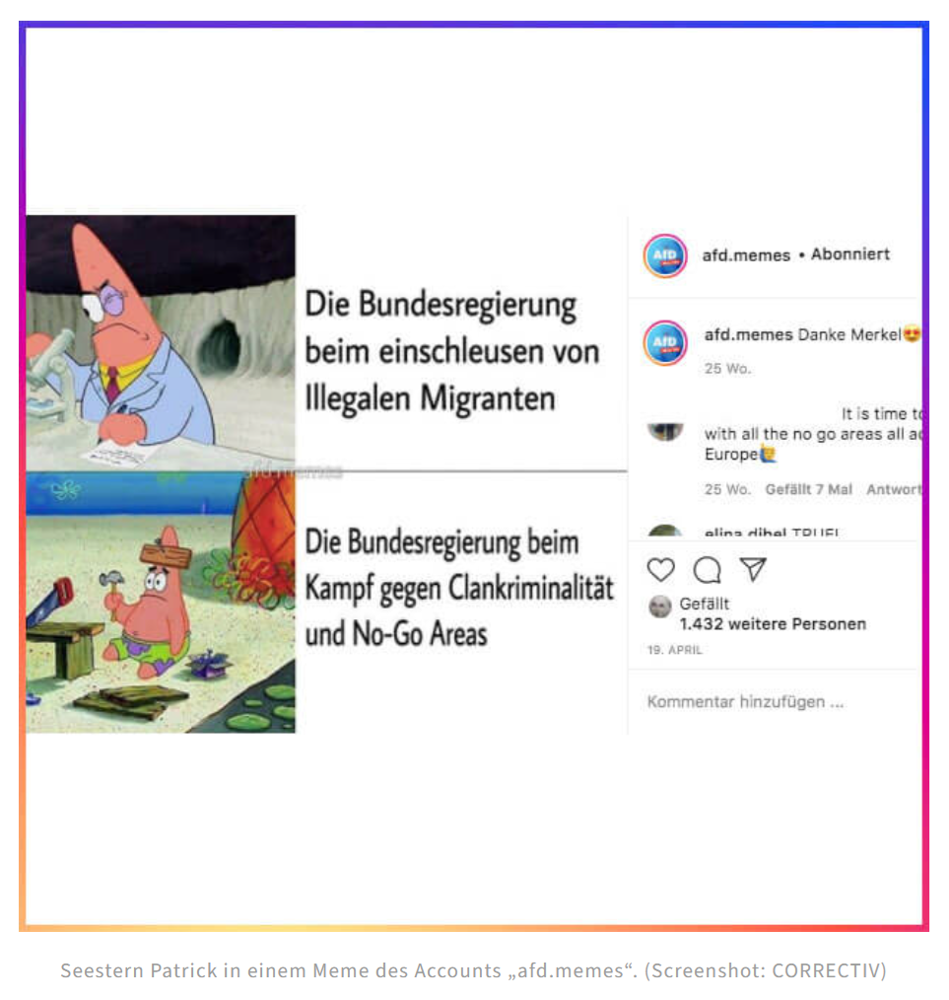 Die Bundesregierung
beim einschleusen von
Illegalen Migranten
afd.memes
Die Bundesregierung beim
Kampf gegen Clankriminalität
und No-Go Areas
AfD
afd.memes • Abonniert
AfD
afd.memes Danke Merkel😍
25 Wo.
It is time to
with all the no go areas all
Europe🙋‍♂️
25 Wo. Gefällt 7 Mal Antwort
elina dibel TRUE!
Gefällt
1.432 weitere Personen
19. APRIL
Kommentar hinzufügen ...
Seestern Patrick in einem Meme des Accounts „afd.memes“. (Screenshot: CORRECTIV)